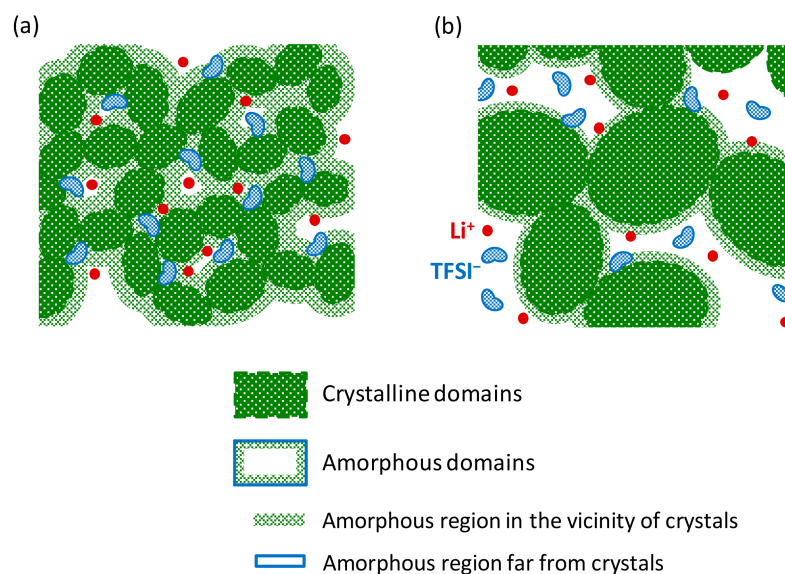 (a)
(b)
Li⁺
TFSI⁻
Crystalline domains
Amorphous domains
Amorphous region in the vicinity of crystals
Amorphous region far from crystals